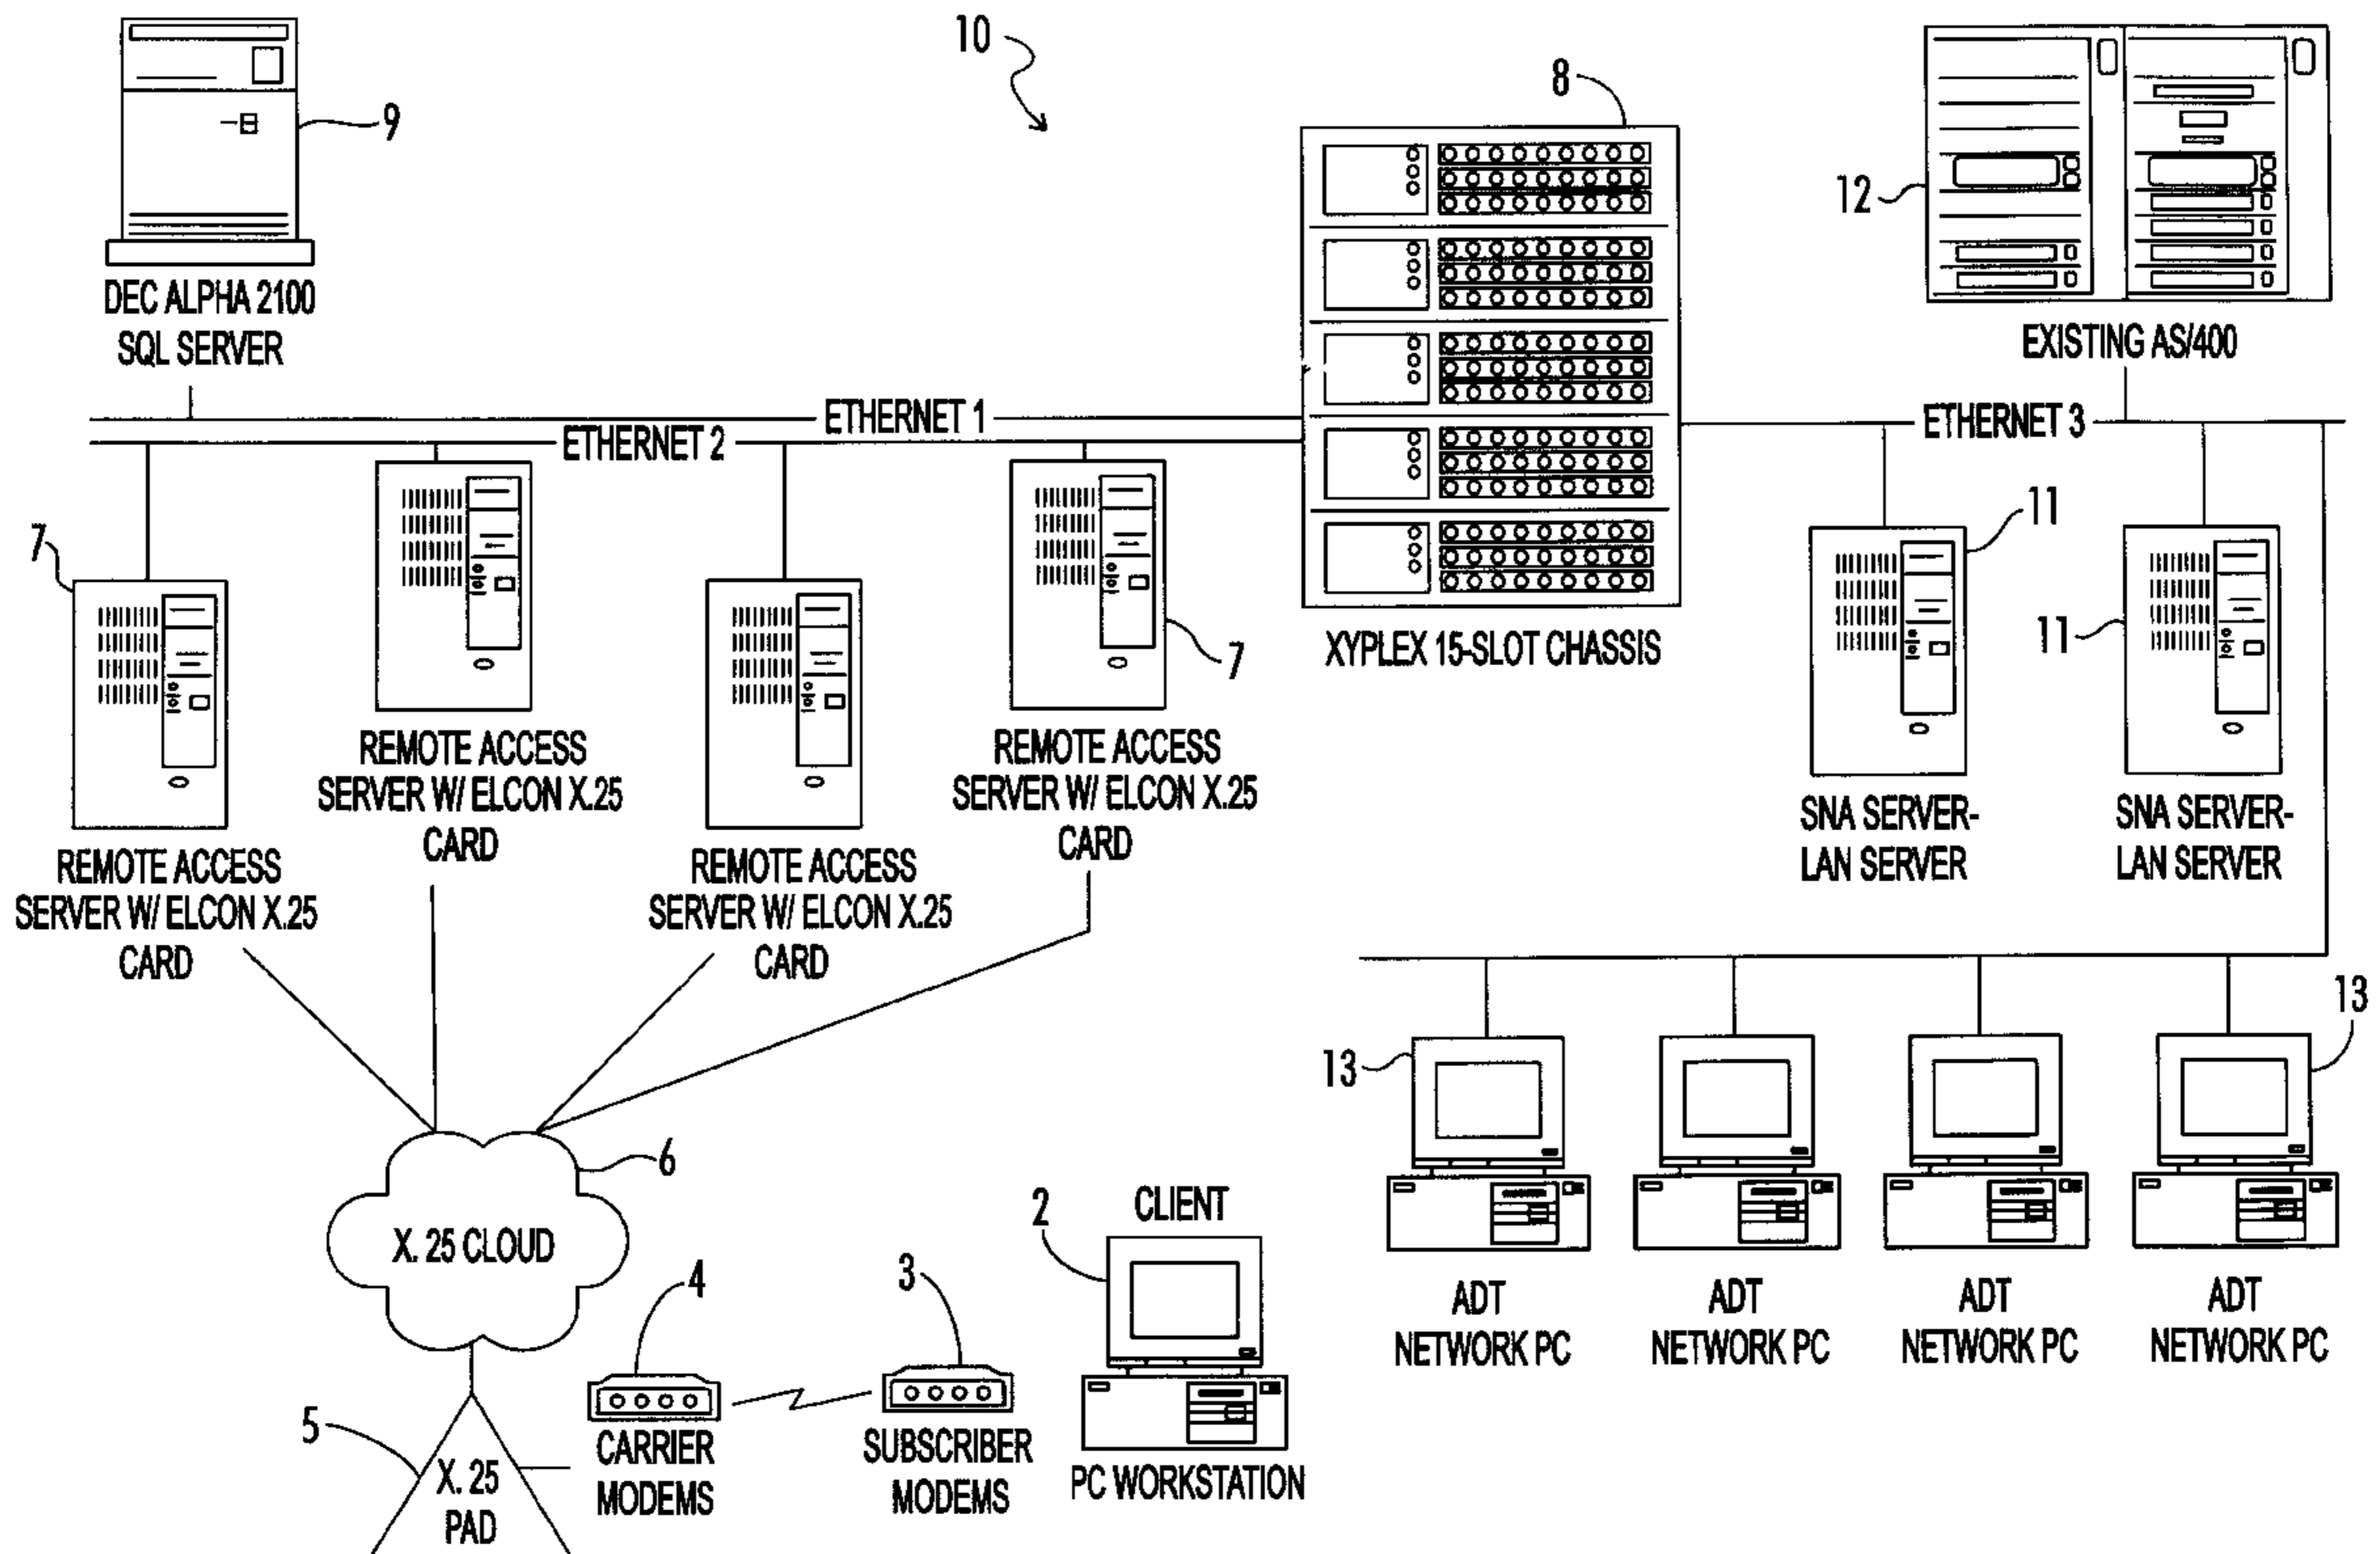 10
8
9
12
DEC ALPHA 2100
SQL SERVER
EXISTING AS/400
ETHERNET 1
ETHERNET 2
ETHERNET 3
7
7
11
11
XYPLEX 15-SLOT CHASSIS
REMOTE ACCESS
SERVER W/ ELCON X.25
CARD
REMOTE ACCESS
SERVER W/ ELCON X.25
CARD
REMOTE ACCESS
SERVER W/ ELCON X.25
CARD
REMOTE ACCESS
SERVER W/ ELCON X.25
CARD
SNA SERVER-
LAN SERVER
SNA SERVER-
LAN SERVER
13
13
6
X. 25 CLOUD
2
CLIENT
4
3
5
X. 25
PAD
CARRIER
MODEMS
SUBSCRIBER
MODEMS
PC WORKSTATION
ADT
NETWORK PC
ADT
NETWORK PC
ADT
NETWORK PC
ADT
NETWORK PC